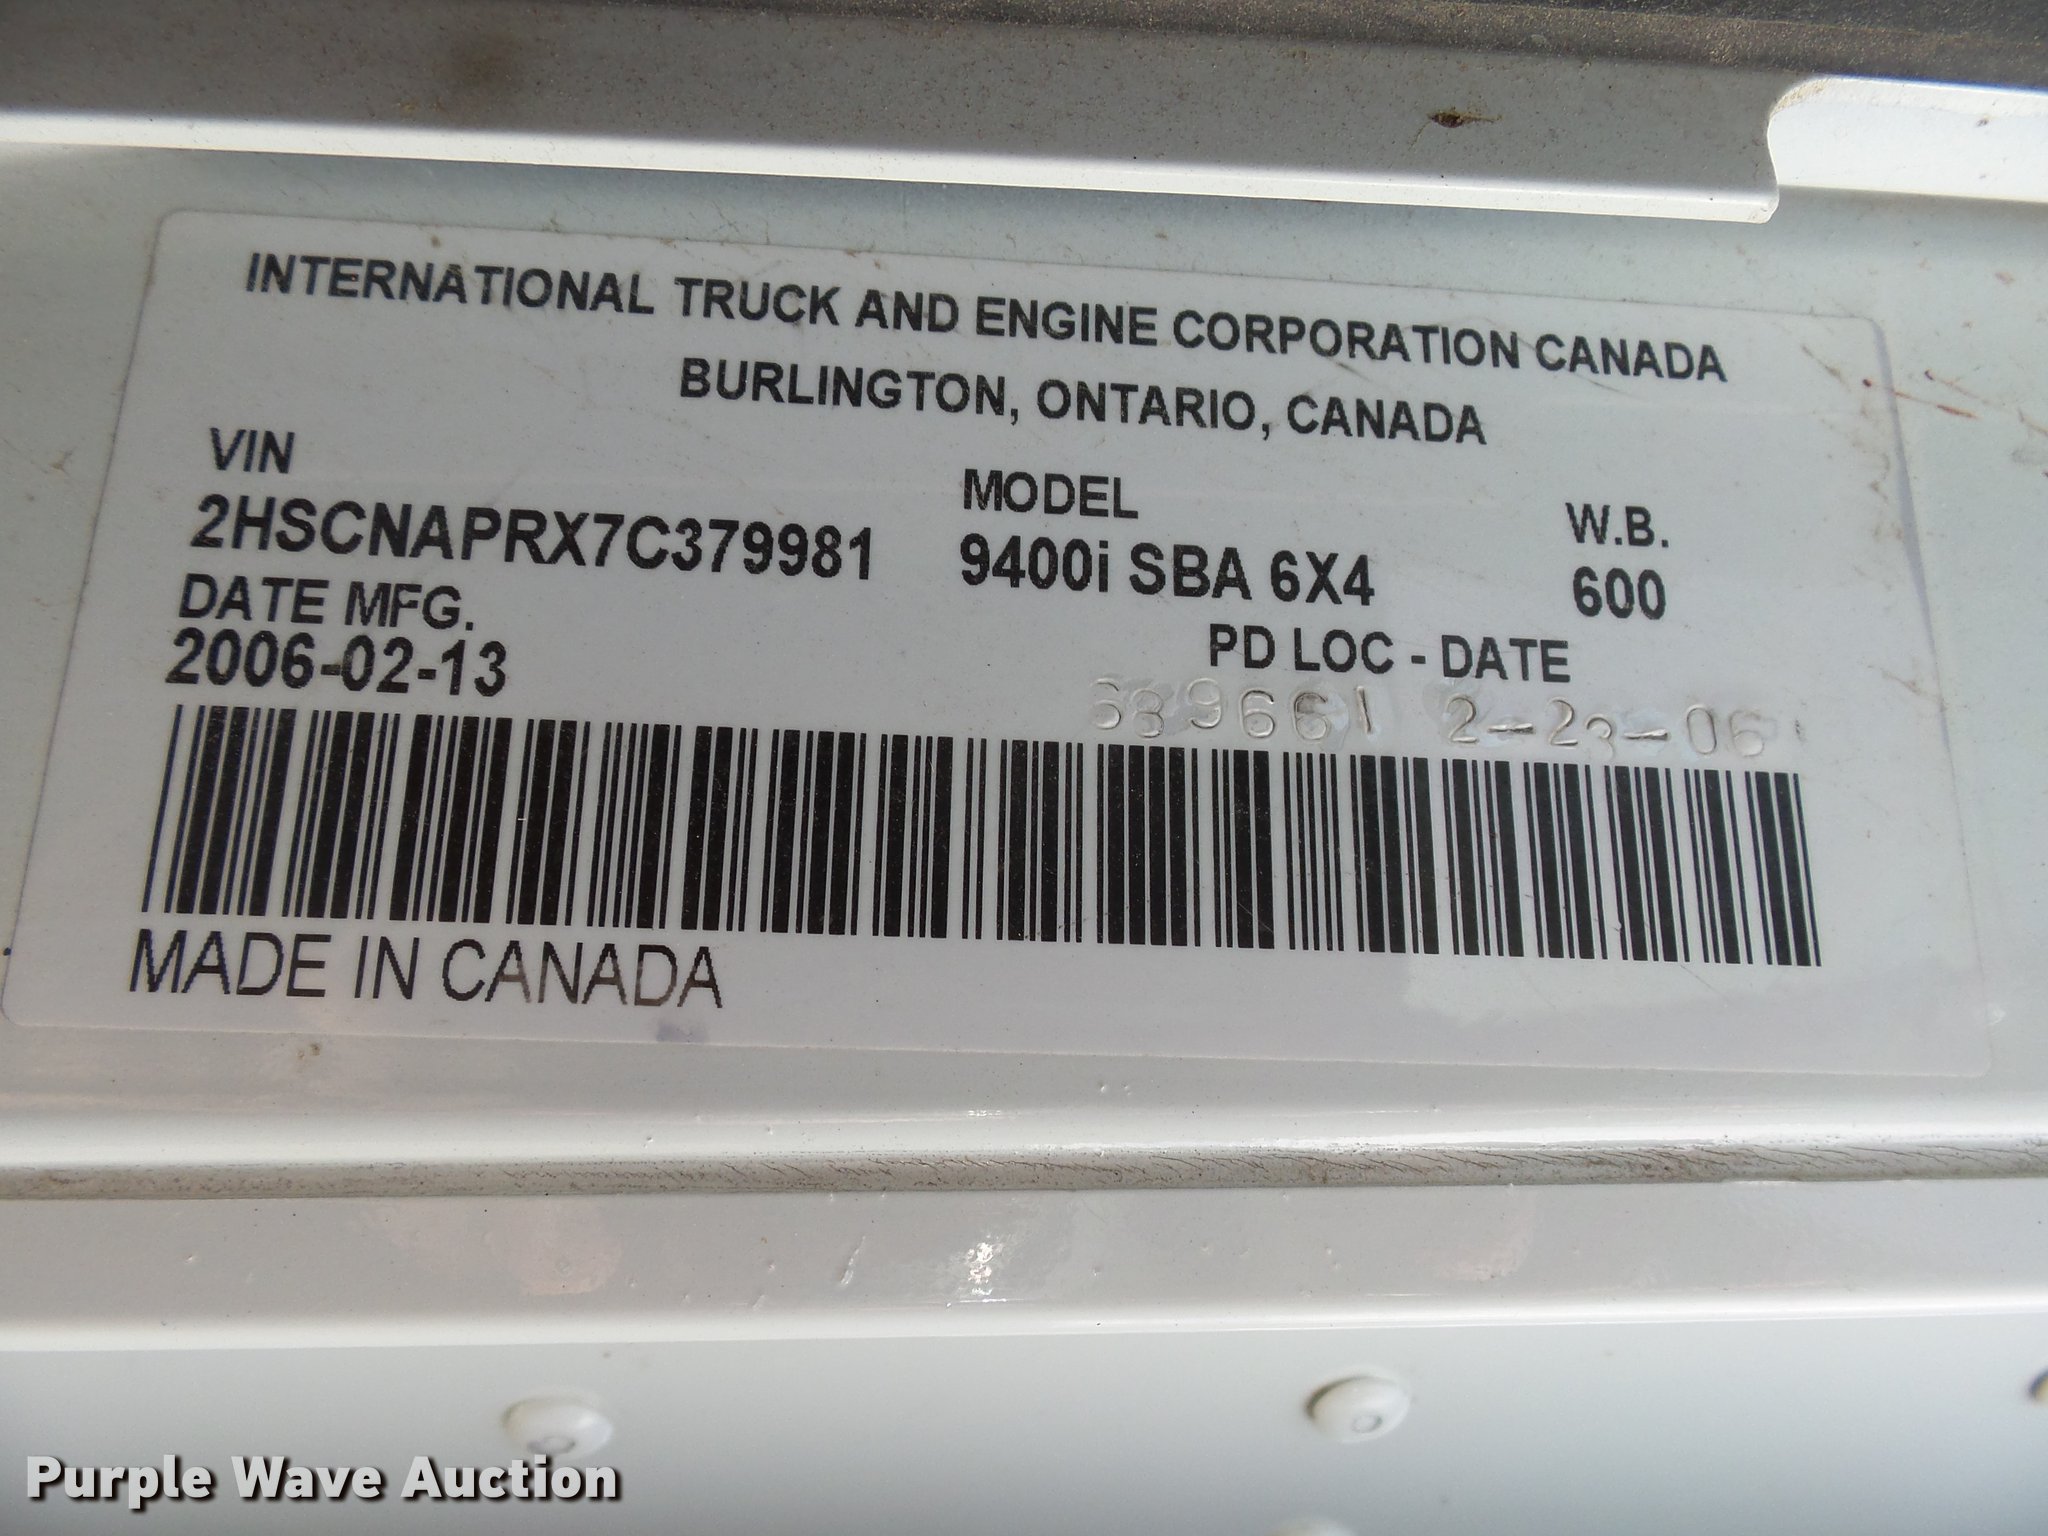 INTERNATIONAL TRUCK AND ENGINE CORPORATION CANADA
BURLINGTON, ONTARIO, CANADA
VIN MODEL W.B.
2HSCNAPRX7C379981 9400i SBA 6X4 600
DATE MFG. PD LOC - DATE
2006-02-13 2-23-06
MADE IN CANADA
Purple Wave Auction